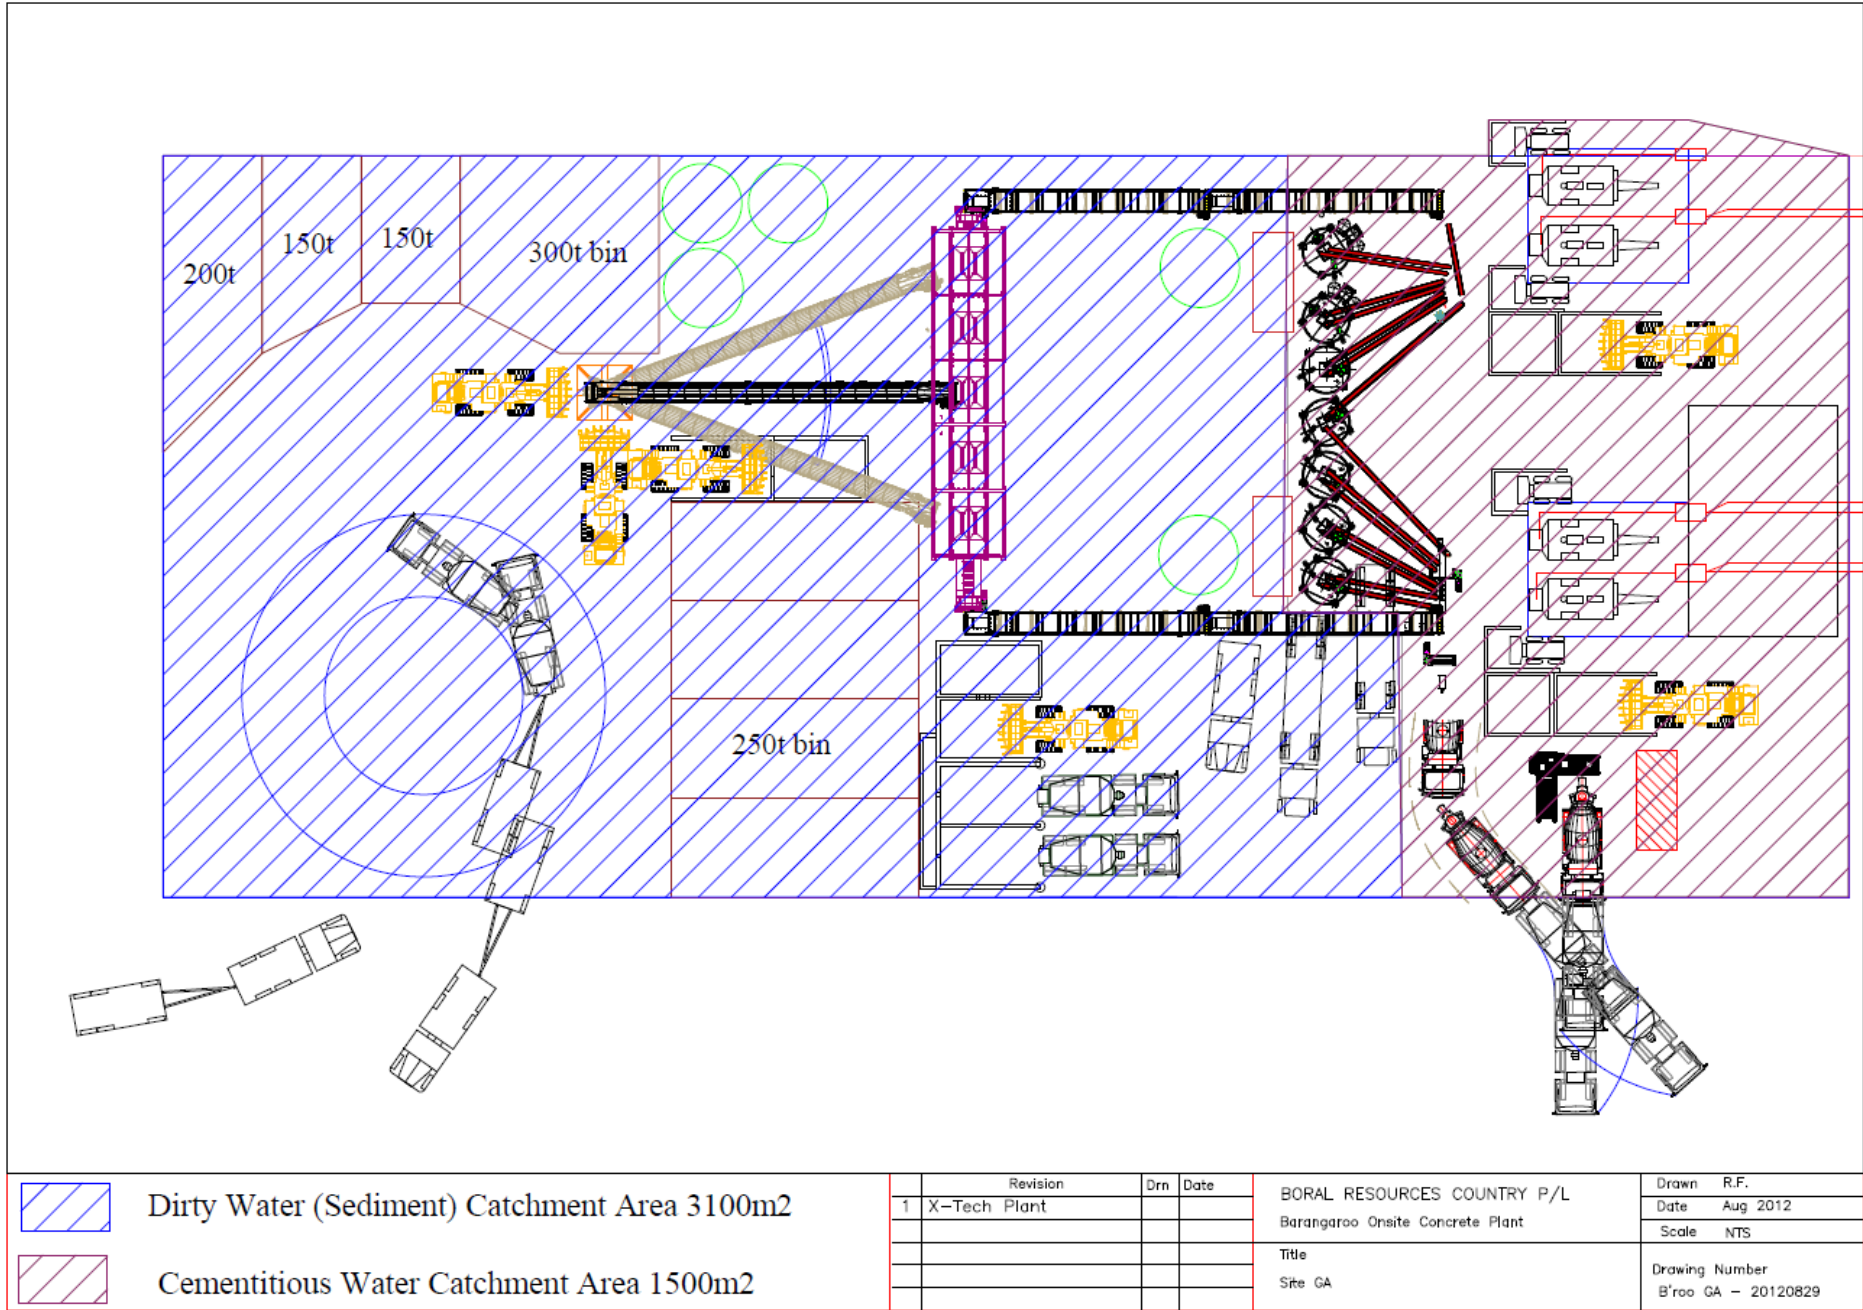 200t
150t
150t
300t bin
250t bin
Dirty Water (Sediment) Catchment Area 3100m2
Cementitious Water Catchment Area 1500m2
Revision Drn Date
1 X-Tech Plant
BORAL RESOURCES COUNTRY P/L
Barangaroo Onsite Concrete Plant
Title
Site GA
Drawn R.F.
Date Aug 2012
Scale NTS
Drawing Number
B'roo GA - 20120829